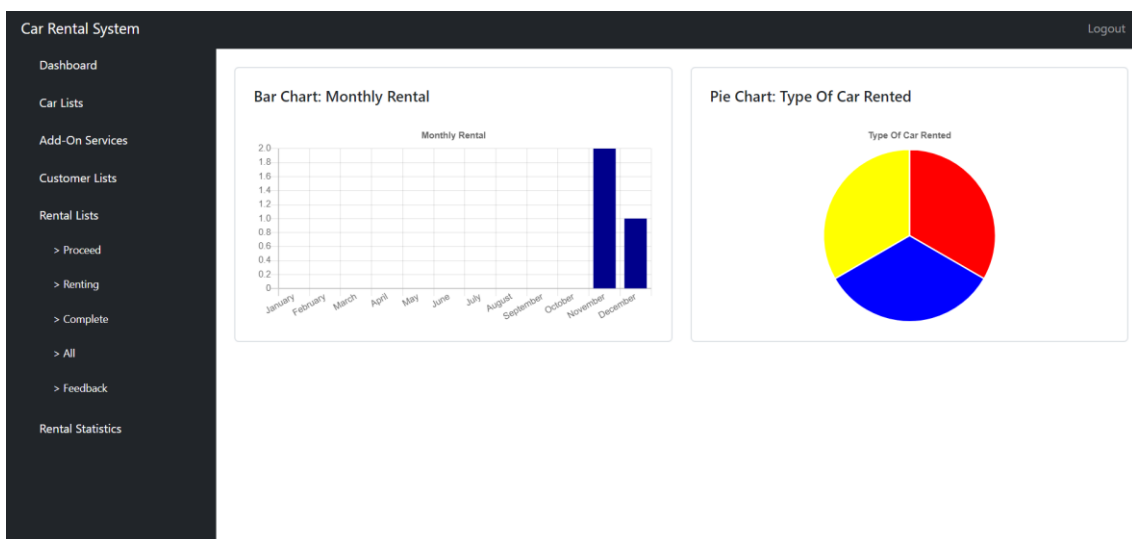 Car Rental System
Logout
Dashboard
Car Lists
Add-On Services
Customer Lists
Rental Lists
> Proceed
> Renting
> Complete
> All
> Feedback
Rental Statistics
Bar Chart: Monthly Rental
Monthly Rental
2.0
1.8
1.6
1.4
1.2
1.0
0.8
0.6
0.4
0.2
0
January
February
March
April
May
June
July
August
September
October
November
December
Pie Chart: Type Of Car Rented
Type Of Car Rented